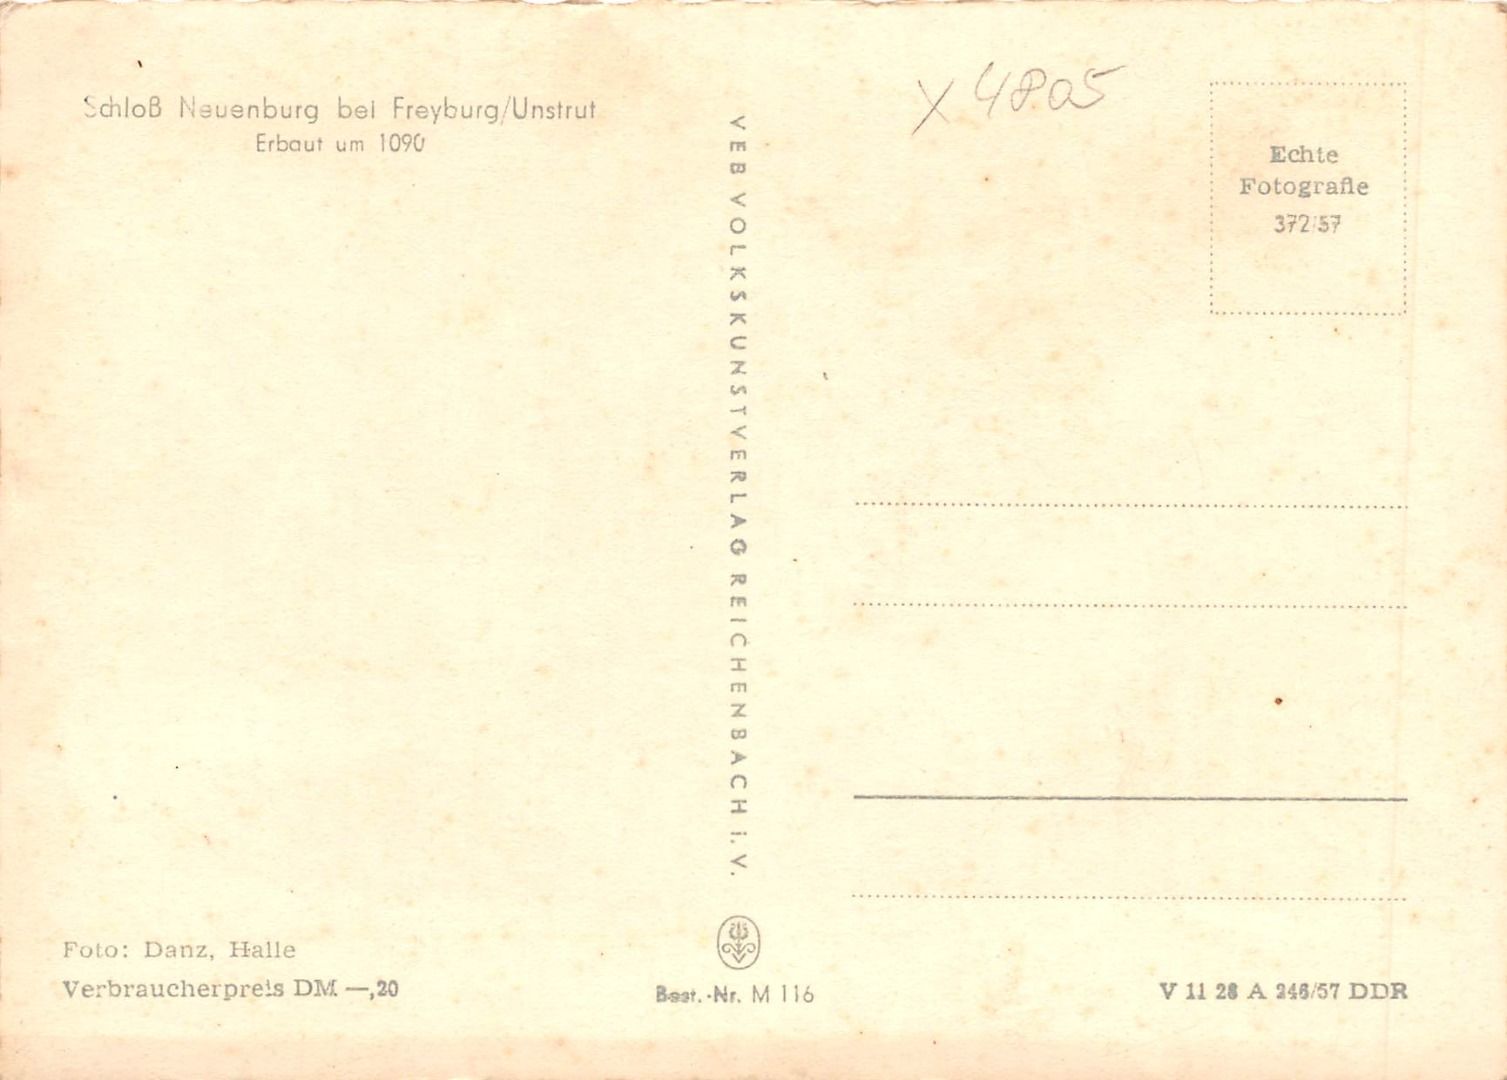 Schloß Neuenburg bei Freyburg/Unstrut
Erbaut um 1090
VEB VOLKSKUNSTVERLAG REICHENBACH i. V.
X 4805
Echte
Fotografie
372/57
Foto: Danz, Halle
Verbraucherpreis DM —,20
Best.-Nr. M 116
V 11 28 A 246/57 DDR